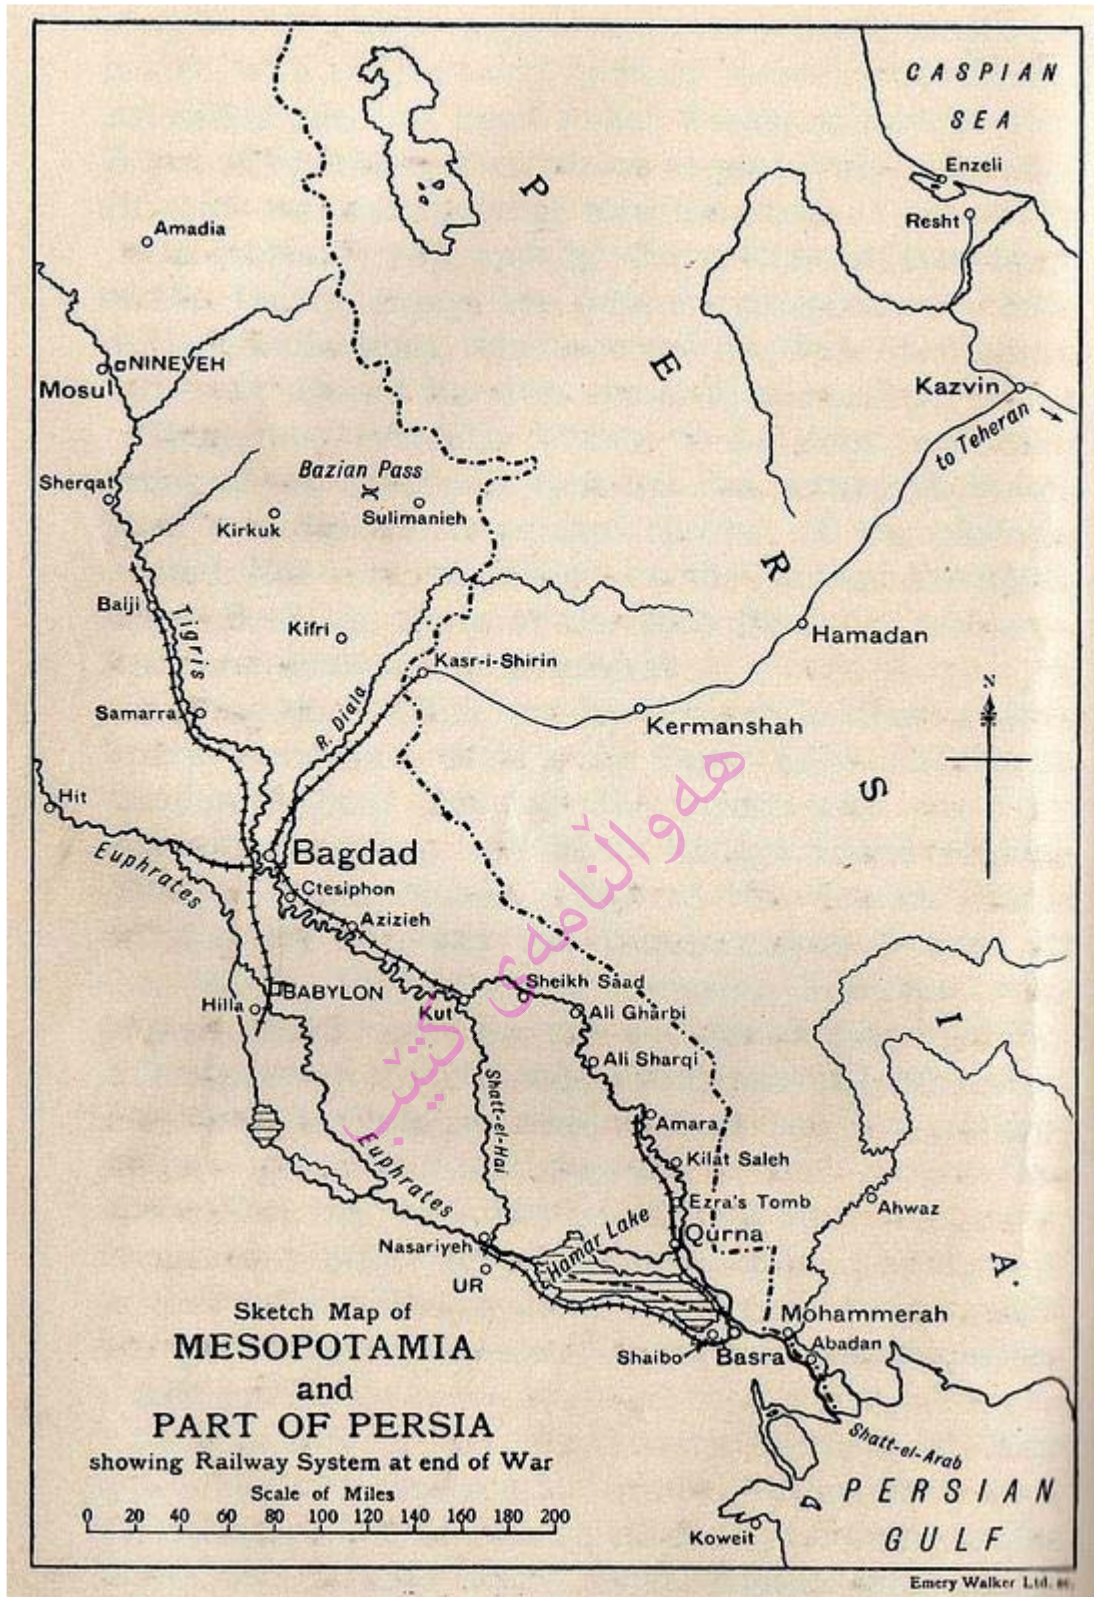 CASPIAN
SEA
Enzeli
Resht
P
Amadia
NINEVEH
Mosul
E
Kazvin
to Teheran
Sherqat
Bazian Pass
Sulimanieh
Kirkuk
R
Baiji
Tigris
Kifri
Hamadan
Kasr-i-Shirin
N
Samarra
R. Diala
Kermanshah
S
Hit
Euphrates
Bagdad
Ctesiphon
Azizieh
هەواڵنامەی کتێب
BABYLON
Hilla
Kut
Sheikh Saad
Ali Gharbi
I
Ali Sharqi
Shatt-el-Hai
Amara
Euphrates
Kilat Saleh
Ezra's Tomb
Ahwaz
Qurna
Nasariyeh
Hamar Lake
UR
A
Sketch Map of
MESOPOTAMIA
and
PART OF PERSIA
showing Railway System at end of War
Scale of Miles
0 20 40 60 80 100 120 140 160 180 200
Mohammerah
Abadan
Shaibo
Basra
Shatt-el-Arab
PERSIAN
GULF
Koweit
Emery Walker Ltd.